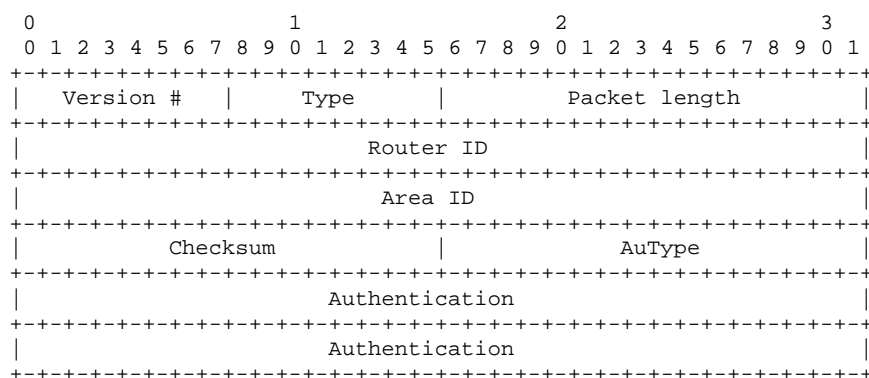 0                   1                   2                   3
 0 1 2 3 4 5 6 7 8 9 0 1 2 3 4 5 6 7 8 9 0 1 2 3 4 5 6 7 8 9 0 1
+-+-+-+-+-+-+-+-+-+-+-+-+-+-+-+-+-+-+-+-+-+-+-+-+-+-+-+-+-+-+-+-+
|   Version #   |     Type      |         Packet length         |
+-+-+-+-+-+-+-+-+-+-+-+-+-+-+-+-+-+-+-+-+-+-+-+-+-+-+-+-+-+-+-+-+
|                          Router ID                            |
+-+-+-+-+-+-+-+-+-+-+-+-+-+-+-+-+-+-+-+-+-+-+-+-+-+-+-+-+-+-+-+-+
|                           Area ID                             |
+-+-+-+-+-+-+-+-+-+-+-+-+-+-+-+-+-+-+-+-+-+-+-+-+-+-+-+-+-+-+-+-+
|           Checksum            |             AuType            |
+-+-+-+-+-+-+-+-+-+-+-+-+-+-+-+-+-+-+-+-+-+-+-+-+-+-+-+-+-+-+-+-+
|                       Authentication                          |
+-+-+-+-+-+-+-+-+-+-+-+-+-+-+-+-+-+-+-+-+-+-+-+-+-+-+-+-+-+-+-+-+
|                       Authentication                          |
+-+-+-+-+-+-+-+-+-+-+-+-+-+-+-+-+-+-+-+-+-+-+-+-+-+-+-+-+-+-+-+-+